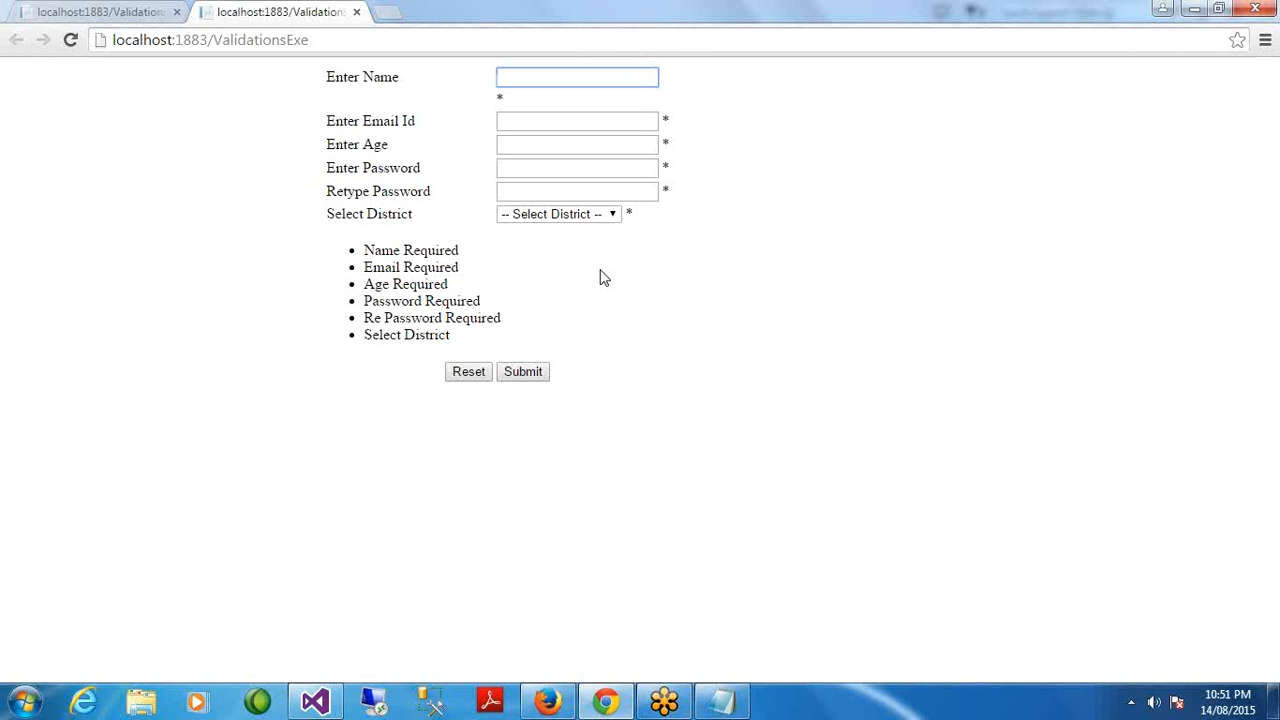 localhost:1883/Validation:
localhost:1883/Validation:
localhost:1883/ValidationsExe
Enter Name
*
Enter Email Id *
Enter Age *
Enter Password *
Retype Password *
Select District -- Select District -- *
• Name Required
• Email Required
• Age Required
• Password Required
• Re Password Required
• Select District
Reset Submit
10:51 PM
14/08/2015